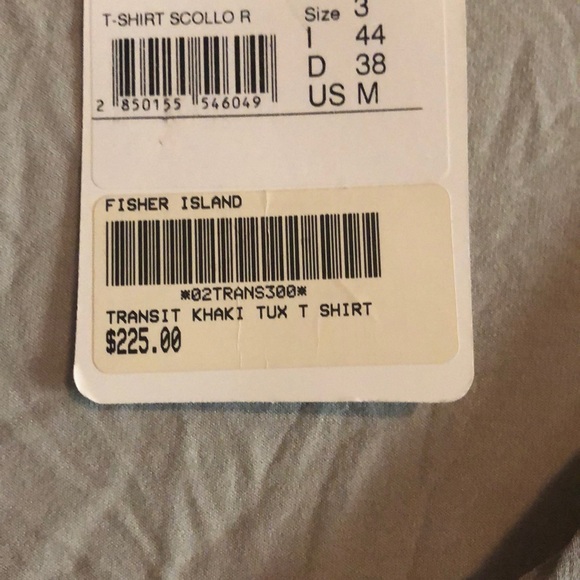 T-SHIRT SCOLLO R
Size 3
I 44
D 38
US M
2 850155 546049
FISHER ISLAND
*02TRANS300*
TRANSIT KHAKI TUX T SHIRT
$225.00